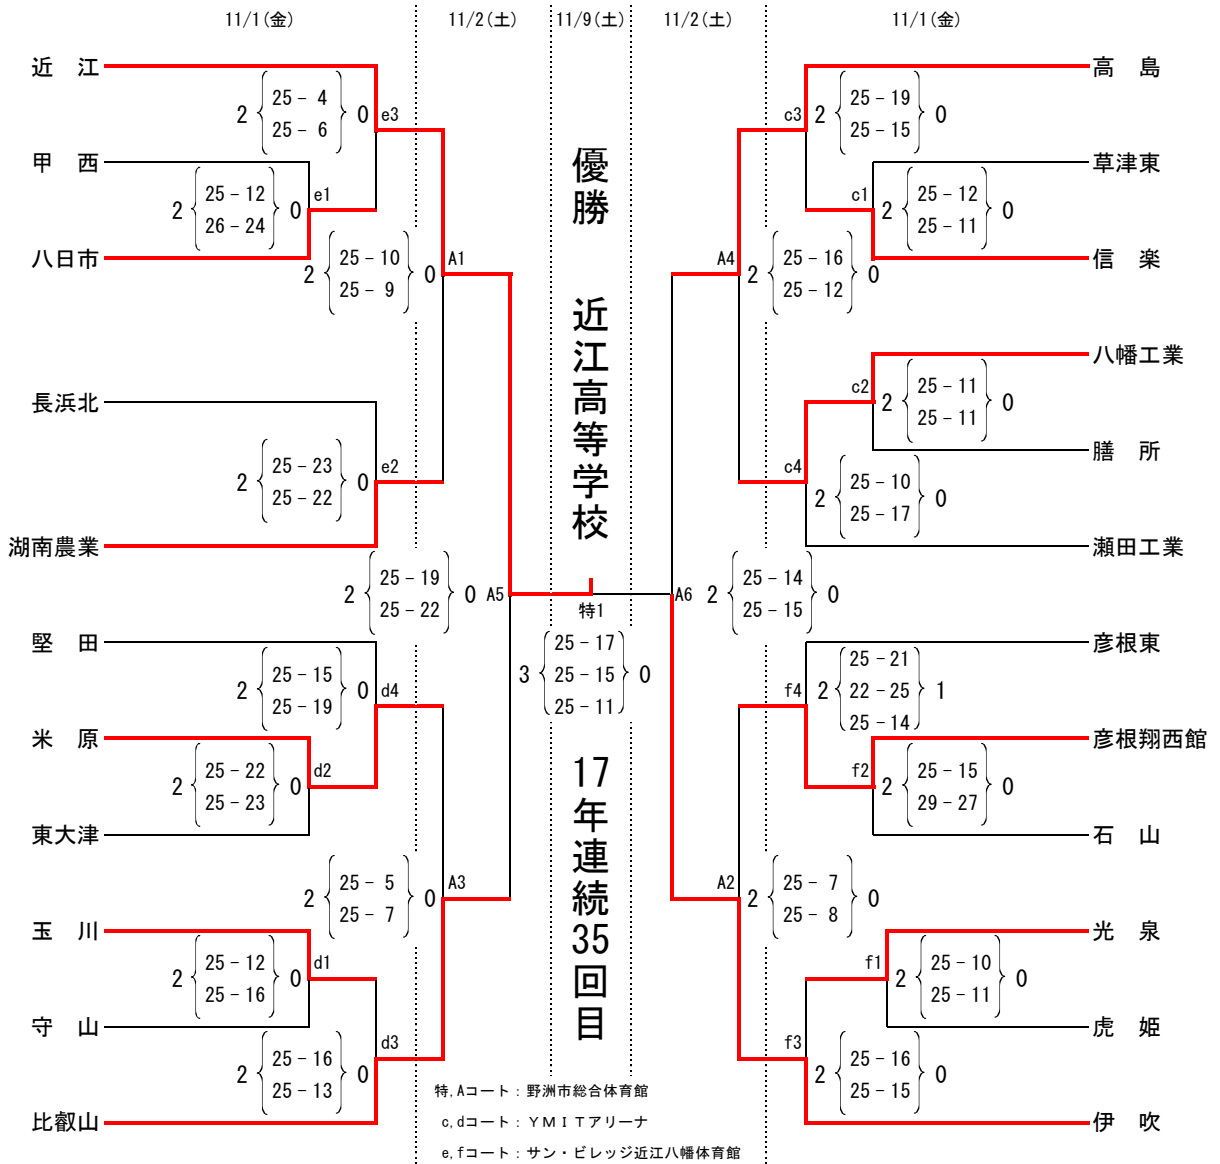 11/1(金)
11/2(土)
11/9(土)
11/2(土)
11/1(金)
近　江
2 25－4 0 e3
25－6
甲　西
2 25－12 0 e1
26－24
八日市
2 25－10 0 A1
25－9
長浜北
2 25－23 0 e2
25－22
湖南農業
2 25－19 0 A5
25－22
堅　田
2 25－15 0 d4
25－19
米　原
2 25－22 0 d2
25－23
東大津
2 25－5 0 A3
25－7
玉　川
2 25－12 0 d1
25－16
守　山
2 25－16 0 d3
25－13
比叡山
優勝　近江高等学校
特1
3 25－17 0
25－15
25－11
17年連続35回目
高　島
c3 2 25－19 0
25－15
草津東
c1 2 25－12 0
25－11
信　楽
A4 2 25－16 0
25－12
八幡工業
c2 2 25－11 0
25－11
膳　所
c4 2 25－10 0
25－17
瀬田工業
A6 2 25－14 0
25－15
彦根東
f4 2 25－21 1
22－25
25－14
彦根翔西館
f2 2 25－15 0
29－27
石　山
A2 2 25－7 0
25－8
光　泉
f1 2 25－10 0
25－11
虎　姫
f3 2 25－16 0
25－15
伊　吹
特,Aコート：野洲市総合体育館
c,dコート：ＹＭＩＴアリーナ
e,fコート：サン・ビレッジ近江八幡体育館